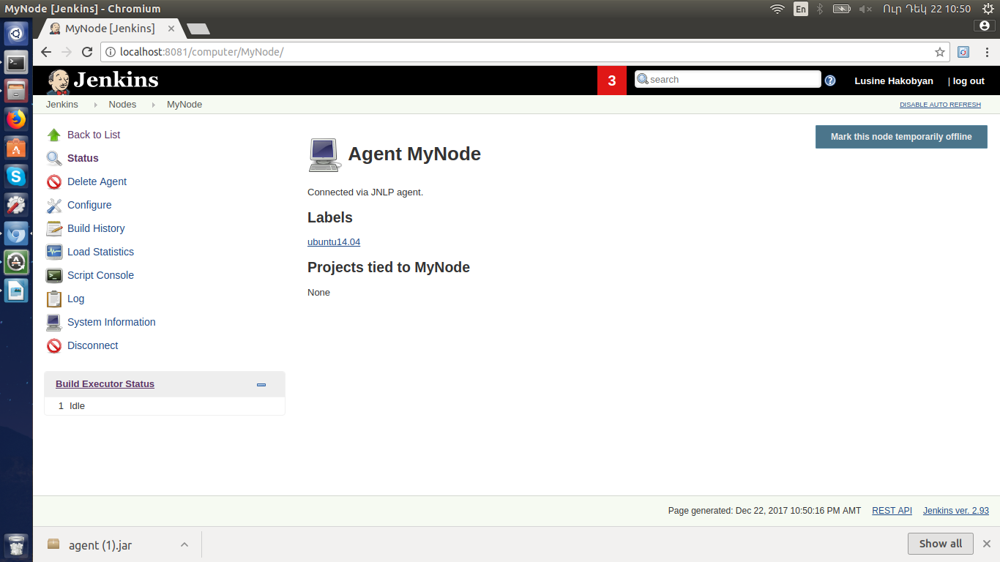 MyNode [Jenkins] - Chromium
En
Ուր Դեկ 22 10:50
MyNode [Jenkins]
localhost:8081/computer/MyNode/
Jenkins
3
search
Lusine Hakobyan
| log out
Jenkins
Nodes
MyNode
DISABLE AUTO REFRESH
Back to List
Status
Delete Agent
Configure
Build History
Load Statistics
Script Console
Log
System Information
Disconnect
Build Executor Status
1 Idle
Mark this node temporarily offline
Agent MyNode
Connected via JNLP agent.
Labels
ubuntu14.04
Projects tied to MyNode
None
Page generated: Dec 22, 2017 10:50:16 PM AMT
REST API
Jenkins ver. 2.93
agent (1).jar
Show all